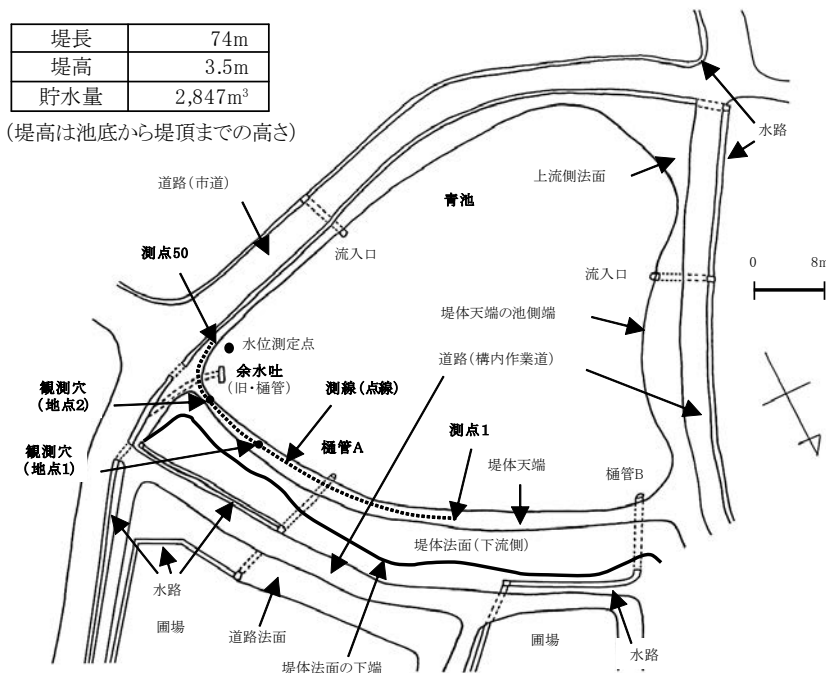 堤長 74m
堤高 3.5m
貯水量 2,847m³
(堤高は池底から堤頂までの高さ)
水路
道路(市道)
上流側法面
青池
測点50
流入口
流入口
0 8m
水位測定点
堤体天端の池側端
余水吐
(旧・樋管)
測線(点線)
道路(構内作業道)
観測穴
(地点2)
観測穴
(地点1)
樋管A
測点1
堤体天端
樋管B
堤体法面(下流側)
水路
圃場
道路法面
堤体法面の下端
圃場
水路